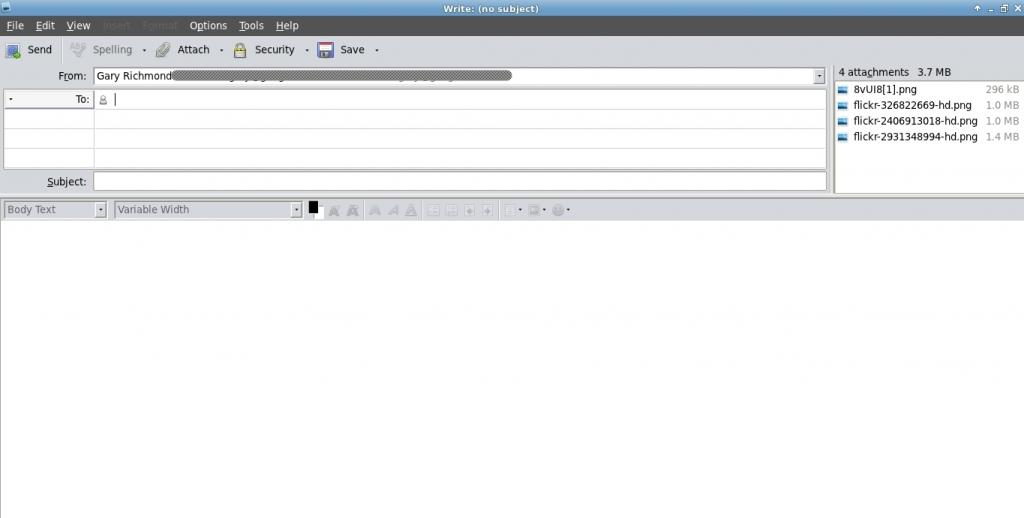 Write: (no subject)
File Edit View Insert Format Options Tools Help
Send Spelling Attach Security Save
From: Gary Richmond
To:
Subject:
4 attachments 3.7 MB
8vUI8[1].png 296 kB
flickr-326822669-hd.png 1.0 MB
flickr-2406913018-hd.png 1.0 MB
flickr-2931348994-hd.png 1.4 MB
Body Text Variable Width